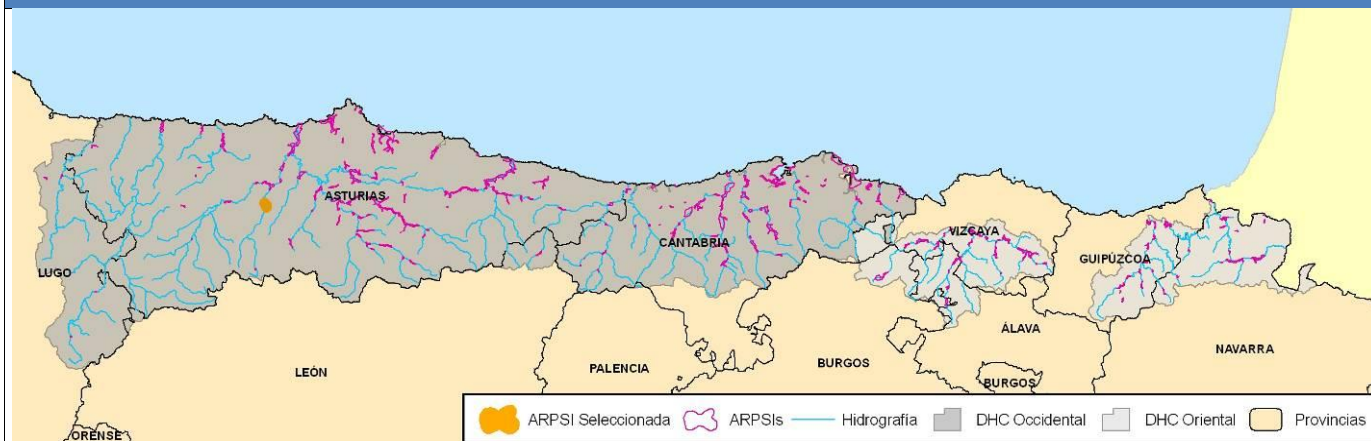 ASTURIAS
CANTABRIA
VIZCAYA
GUIPÚZCOA
LUGO
ÁLAVA
NAVARRA
LEÓN
PALENCIA
BURGOS
BURGOS
ORENSE
ARPSI Seleccionada ARPSIs Hidrografía DHC Occidental DHC Oriental Provincias